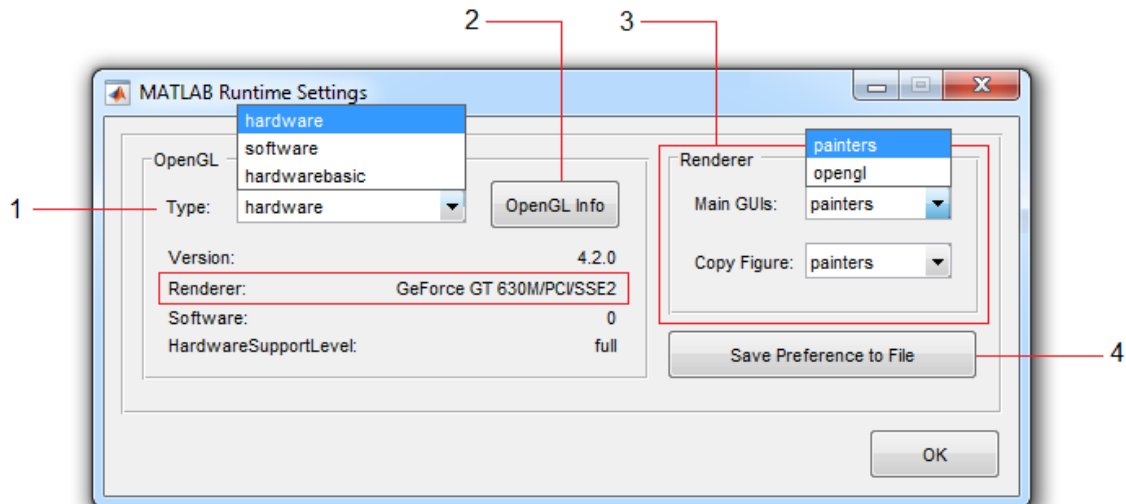 2
3
MATLAB Runtime Settings
hardware
software
hardwarebasic
OpenGL
1
Type:
hardware
OpenGL Info
Version:
4.2.0
Renderer:
GeForce GT 630M/PCI/SSE2
Software:
0
HardwareSupportLevel:
full
painters
opengl
Renderer
Main GUIs:
painters
Copy Figure:
painters
Save Preference to File
4
OK